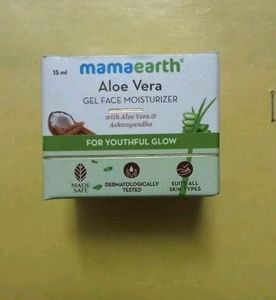 15 ml
mamaearth®
Aloe Vera
GEL FACE MOISTURIZER
with Aloe Vera &
Ashwagandha
FOR YOUTHFUL GLOW
MADE
SAFE
DERMATOLOGICALLY
TESTED
SUITS ALL
SKIN TYPES